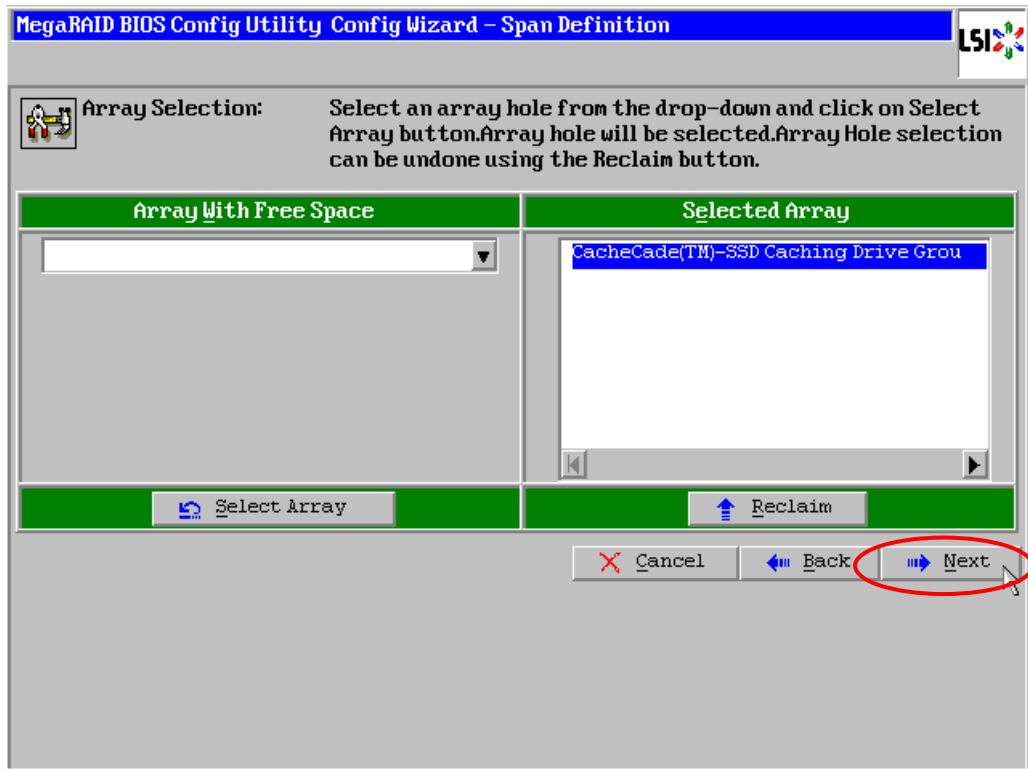 MegaRAID BIOS Config Utility Config Wizard – Span Definition
LSI
Array Selection:
Select an array hole from the drop-down and click on Select
Array button.Array hole will be selected.Array Hole selection
can be undone using the Reclaim button.
Array With Free Space
Selected Array
CacheCade(TM)-SSD Caching Drive Grou
Select Array
Reclaim
Cancel
Back
Next